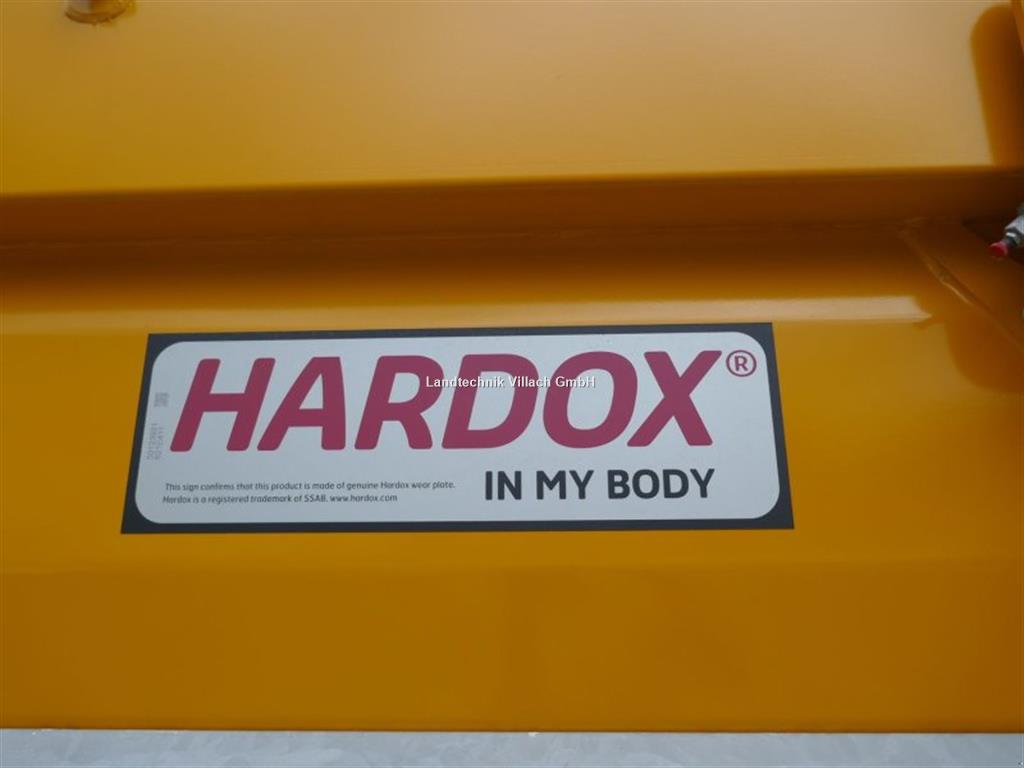 HARDOX®
Landtechnik Villach GmbH
IN MY BODY
This sign confirms that this product is made of genuine Hardox wear plate.
Hardox is a registered trademark of SSAB. www.hardox.com